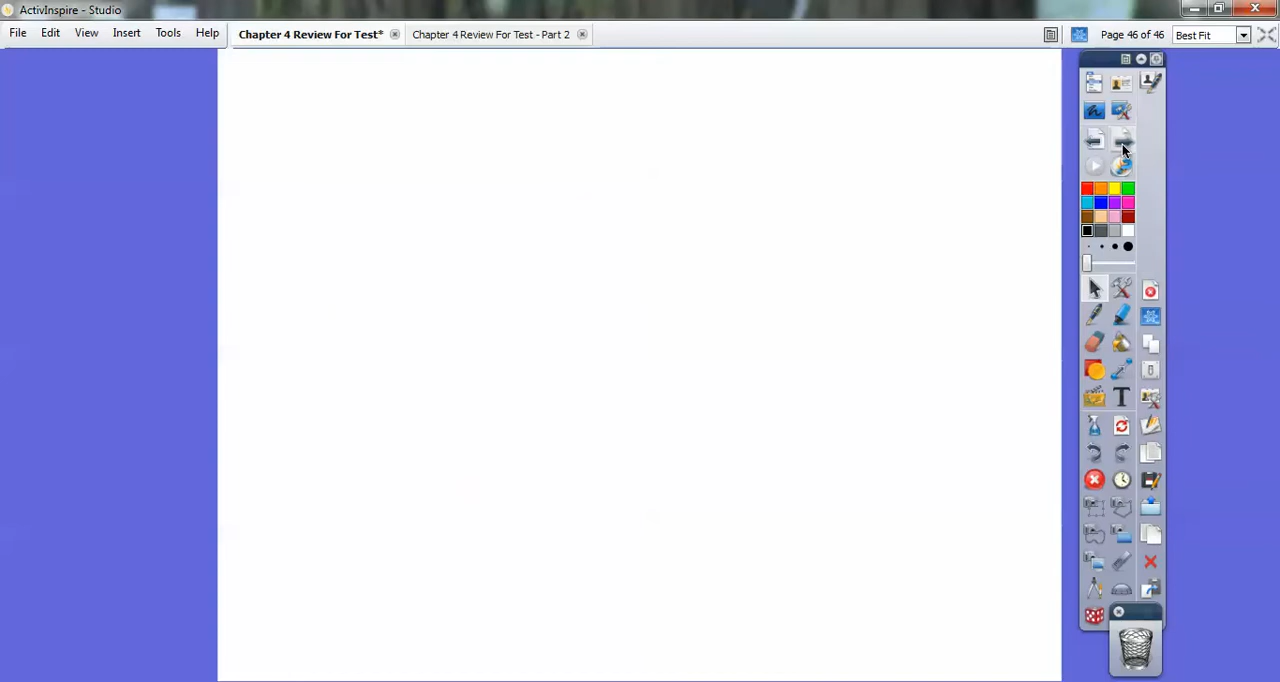 ActivInspire - Studio
File Edit View Insert Tools Help
Chapter 4 Review For Test* Chapter 4 Review For Test - Part 2 Page 46 of 46 Best Fit
T